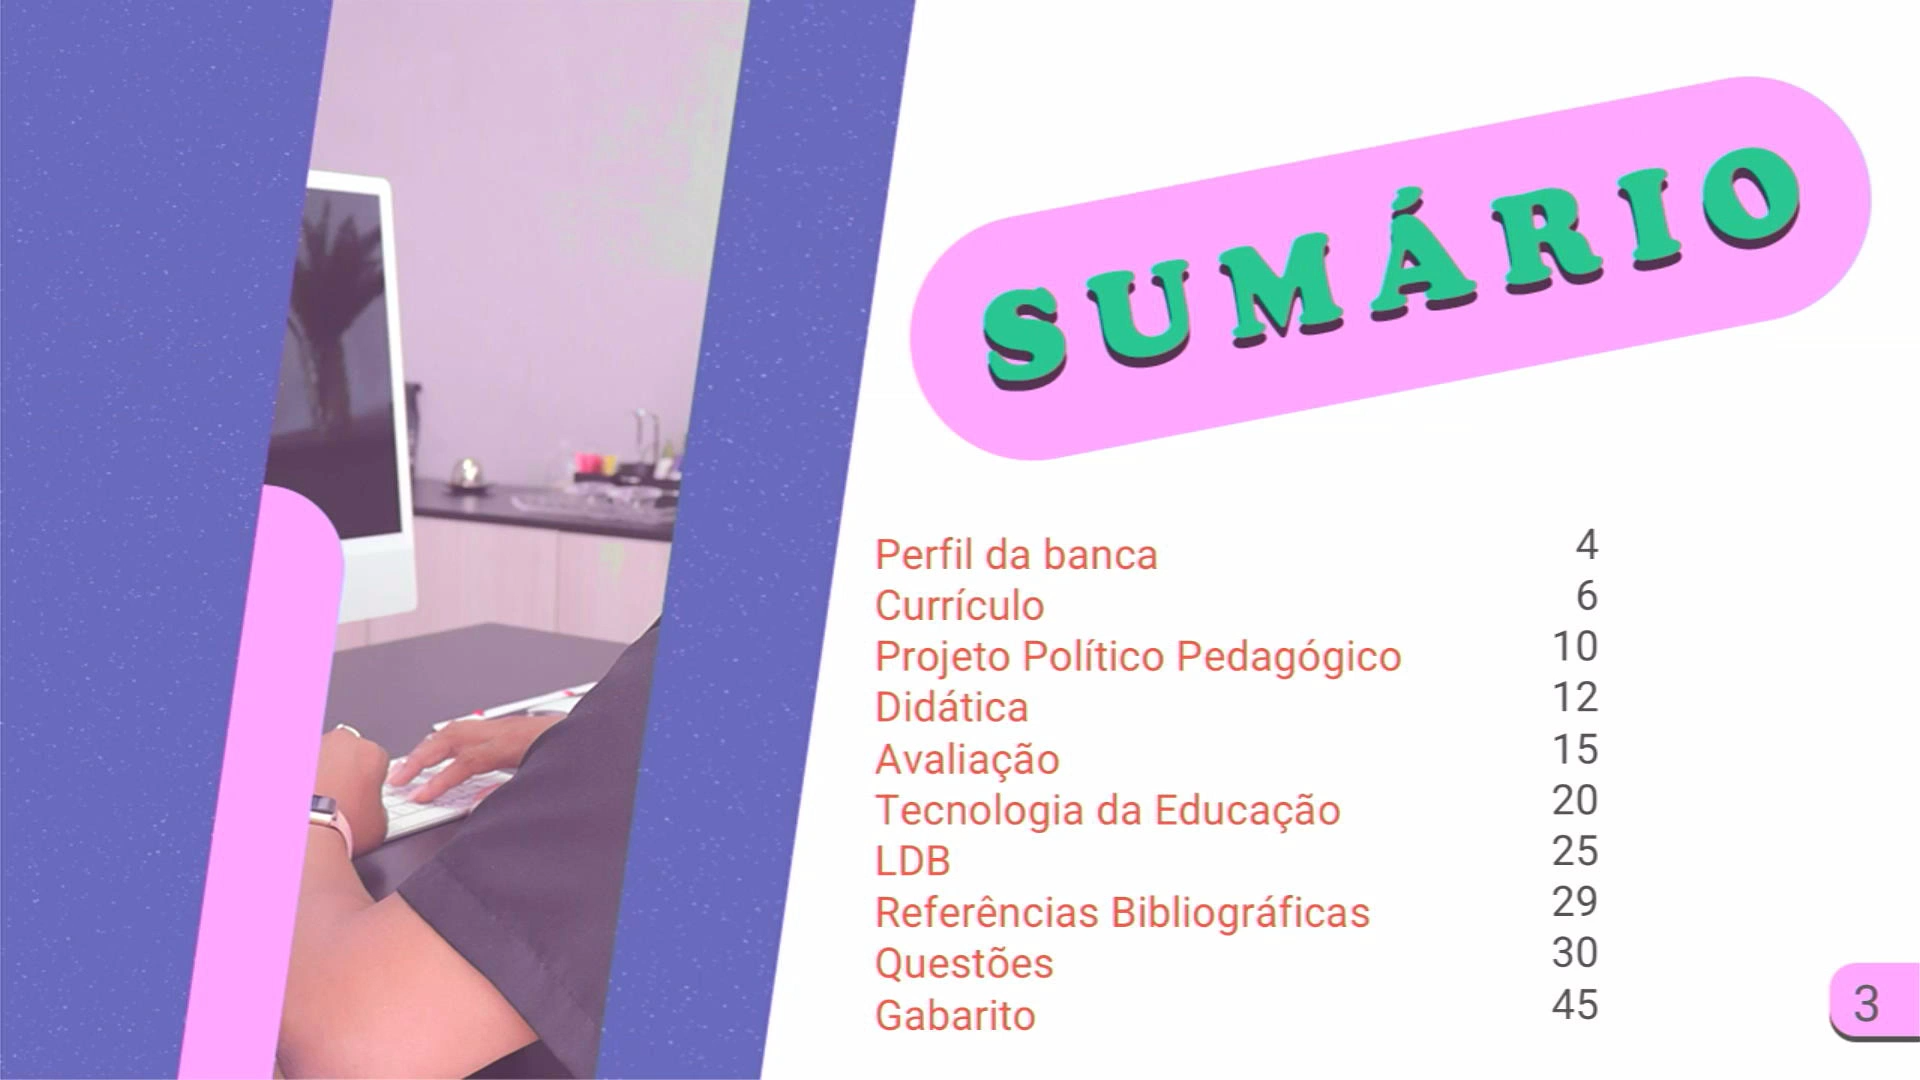 SUMÁRIO
Perfil da banca 4
Currículo 6
Projeto Político Pedagógico 10
Didática 12
Avaliação 15
Tecnologia da Educação 20
LDB 25
Referências Bibliográficas 29
Questões 30
Gabarito 45
3